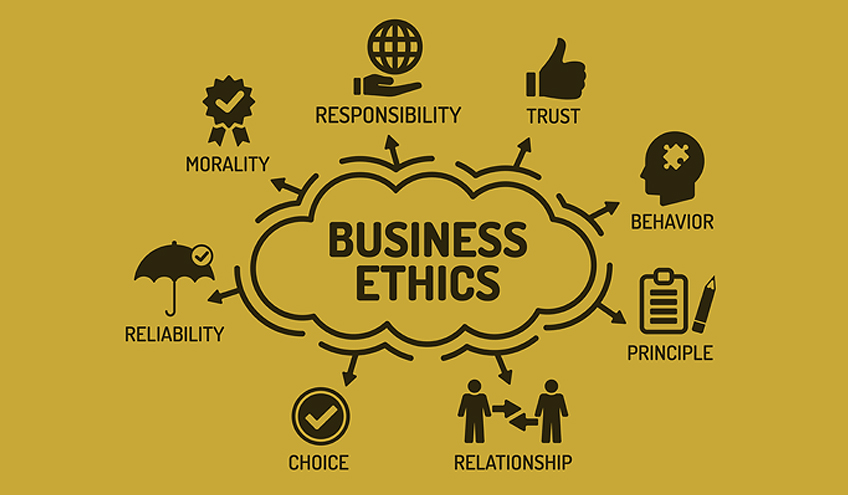 RESPONSIBILITY
TRUST
MORALITY
BEHAVIOR
BUSINESS
ETHICS
RELIABILITY
PRINCIPLE
CHOICE
RELATIONSHIP